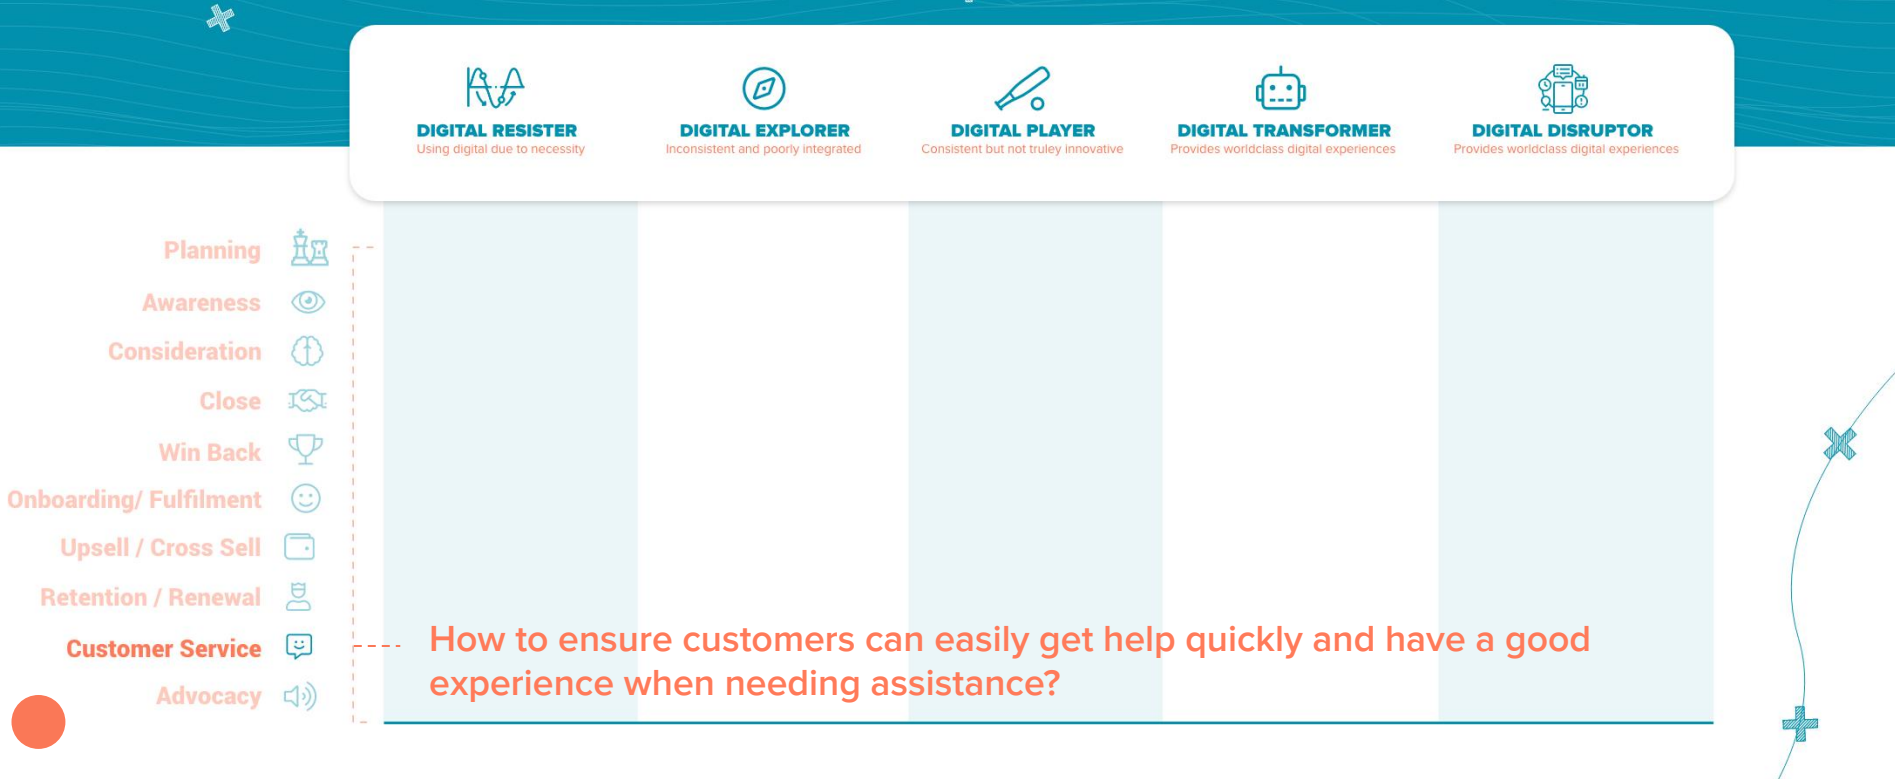 DIGITAL RESISTER
Using digital due to necessity
DIGITAL EXPLORER
Inconsistent and poorly integrated
DIGITAL PLAYER
Consistent but not truley innovative
DIGITAL TRANSFORMER
Provides worldclass digital experiences
DIGITAL DISRUPTOR
Provides worldclass digital experiences
Planning
Awareness
Consideration
Close
Win Back
Onboarding/ Fulfilment
Upsell / Cross Sell
Retention / Renewal
Customer Service
How to ensure customers can easily get help quickly and have a good
experience when needing assistance?
Advocacy